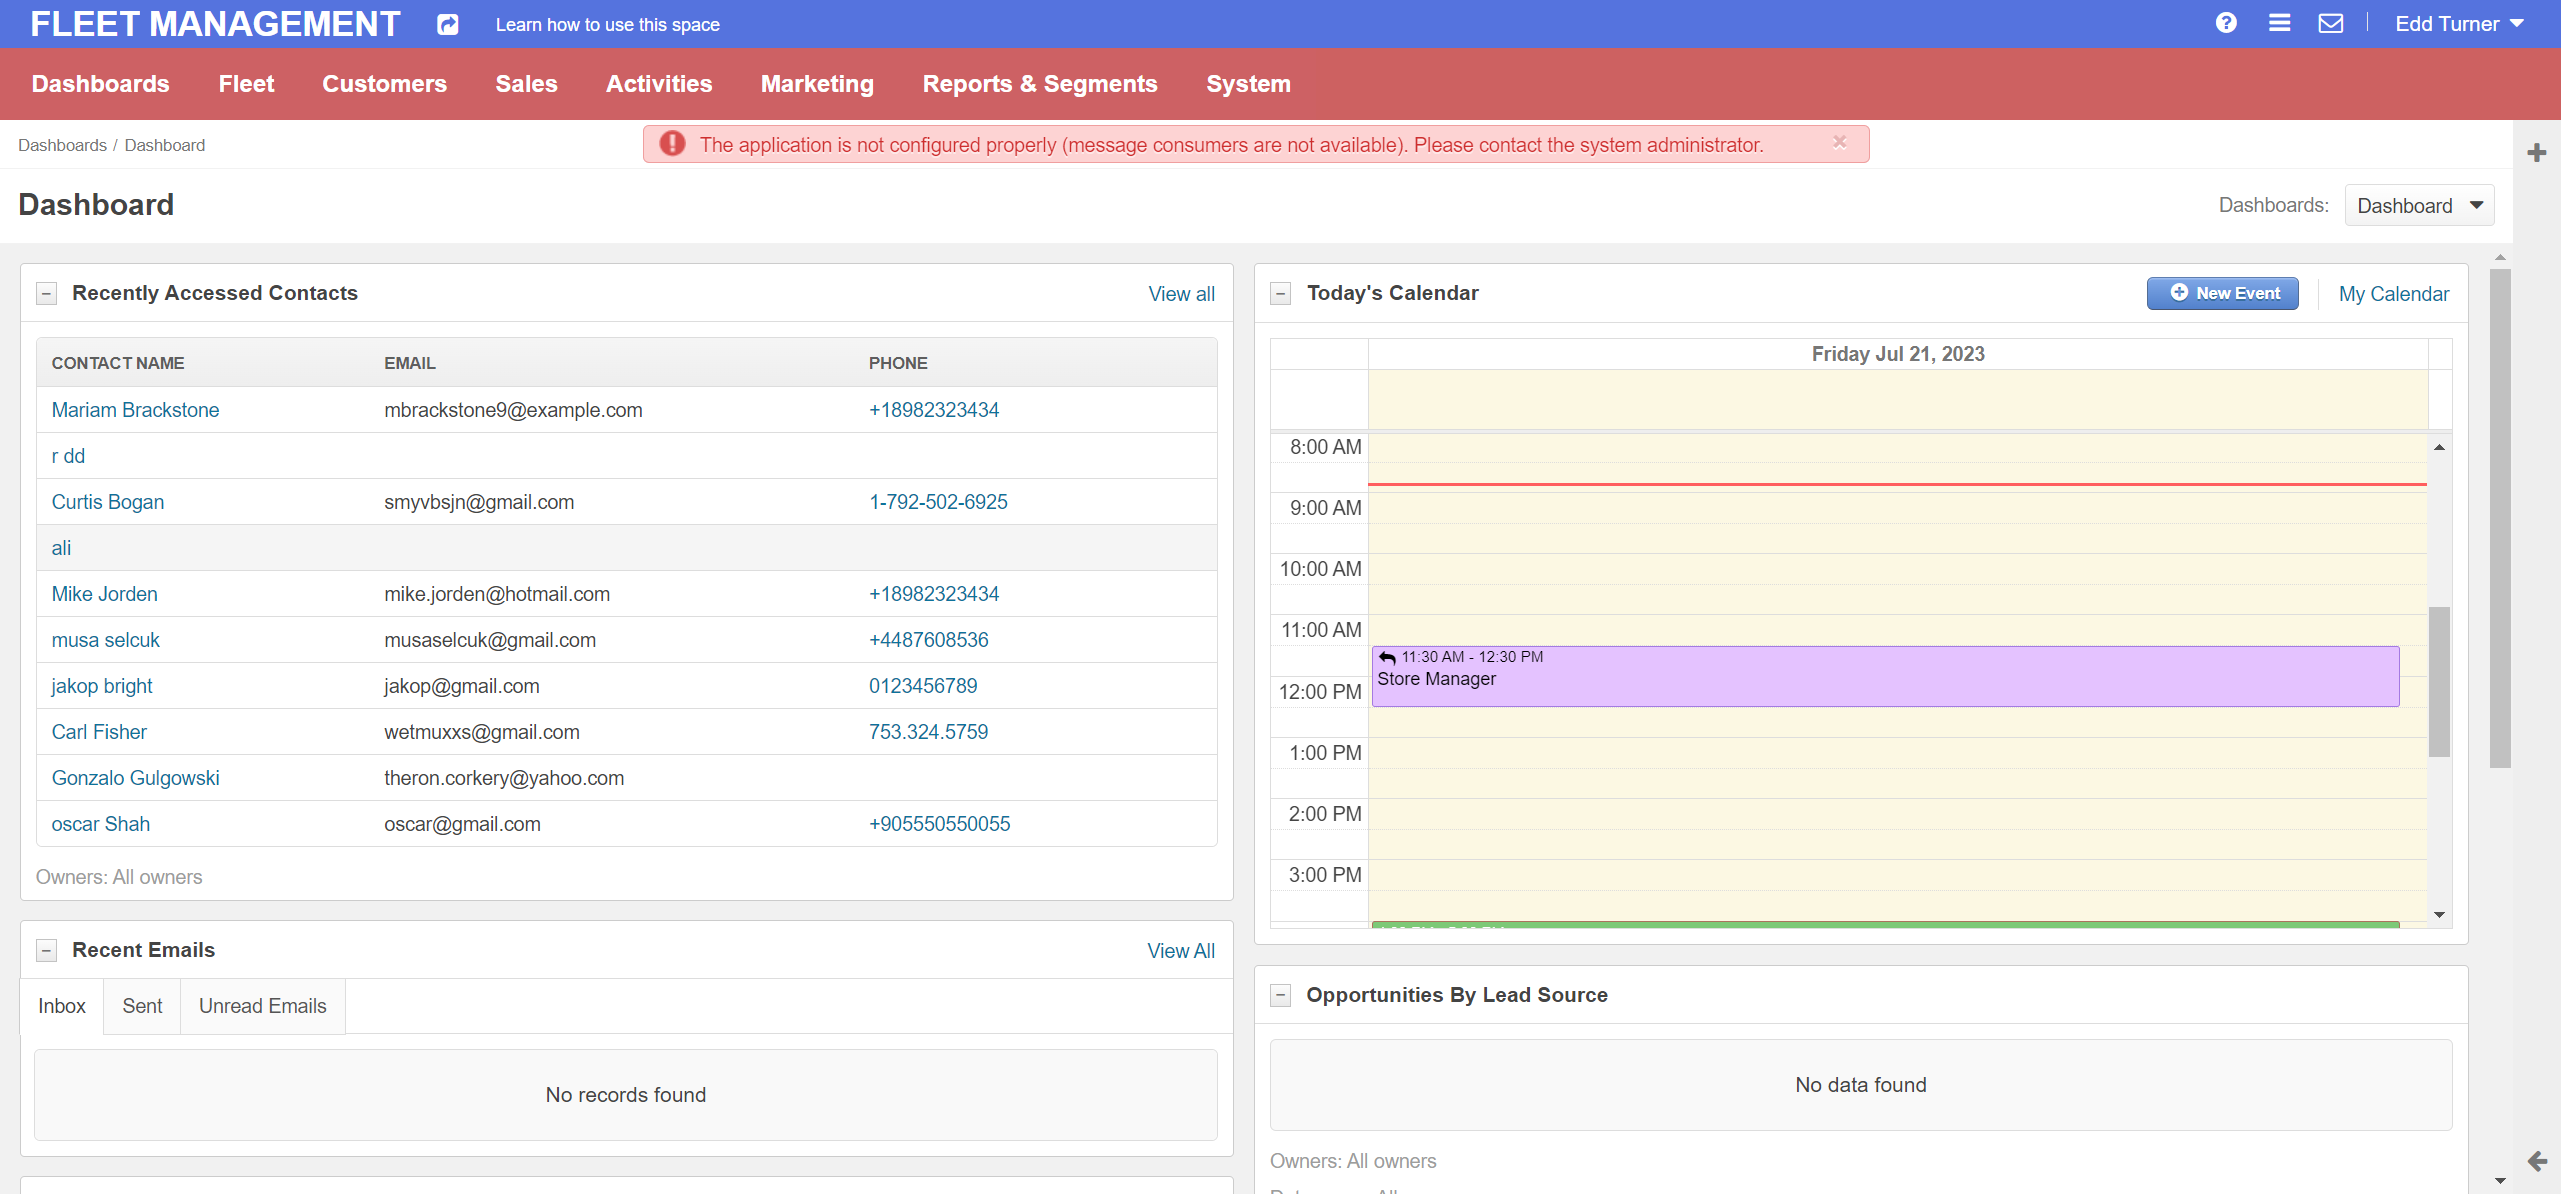 FLEET MANAGEMENT Learn how to use this space Edd Turner
Dashboards Fleet Customers Sales Activities Marketing Reports & Segments System
Dashboards / Dashboard
The application is not configured properly (message consumers are not available). Please contact the system administrator.
Dashboard
Dashboards: Dashboard
Recently Accessed Contacts View all
CONTACT NAME EMAIL PHONE
Mariam Brackstone mbrackstone9@example.com +18982323434
r dd
Curtis Bogan smyvbsjn@gmail.com 1-792-502-6925
ali
Mike Jorden mike.jorden@hotmail.com +18982323434
musa selcuk musaselcuk@gmail.com +4487608536
jakop bright jakop@gmail.com 0123456789
Carl Fisher wetmuxxs@gmail.com 753.324.5759
Gonzalo Gulgowski theron.corkery@yahoo.com
oscar Shah oscar@gmail.com +905550550055
Owners: All owners
Recent Emails View All
Inbox Sent Unread Emails
No records found
Today's Calendar New Event My Calendar
Friday Jul 21, 2023
8:00 AM
9:00 AM
10:00 AM
11:00 AM
11:30 AM - 12:30 PM
Store Manager
12:00 PM
1:00 PM
2:00 PM
3:00 PM
Opportunities By Lead Source
No data found
Owners: All owners